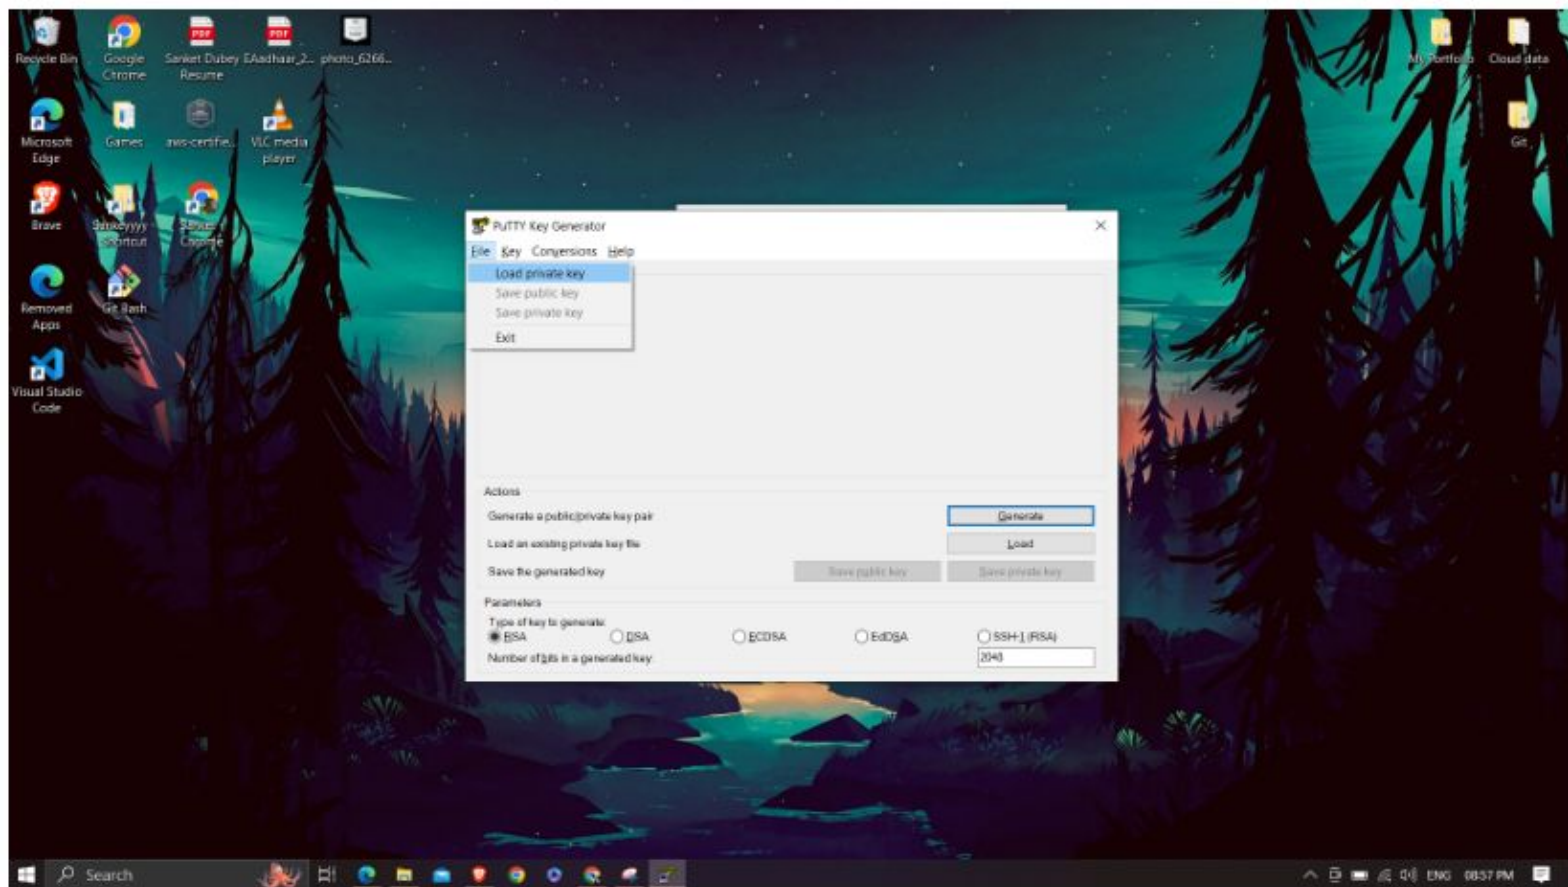 Recycle Bin
Google Chrome
Sanket Dubey Resume
EAadhaar_2...
photo_6266...
My Portfolio
Cloud data
Microsoft Edge
Games
aws-certifie...
VLC media player
Git
Brave
Chrome
Removed Apps
Git Bash
Visual Studio Code
PuTTY Key Generator
File Key Conversions Help
Load private key
Save public key
Save private key
Exit
Actions
Generate a public/private key pair
Generate
Load an existing private key file
Load
Save the generated key
Save public key
Save private key
Parameters
Type of key to generate:
RSA
DSA
ECDSA
EdDSA
SSH-1 (RSA)
Number of bits in a generated key:
2048
Search
ENG
08:57 PM